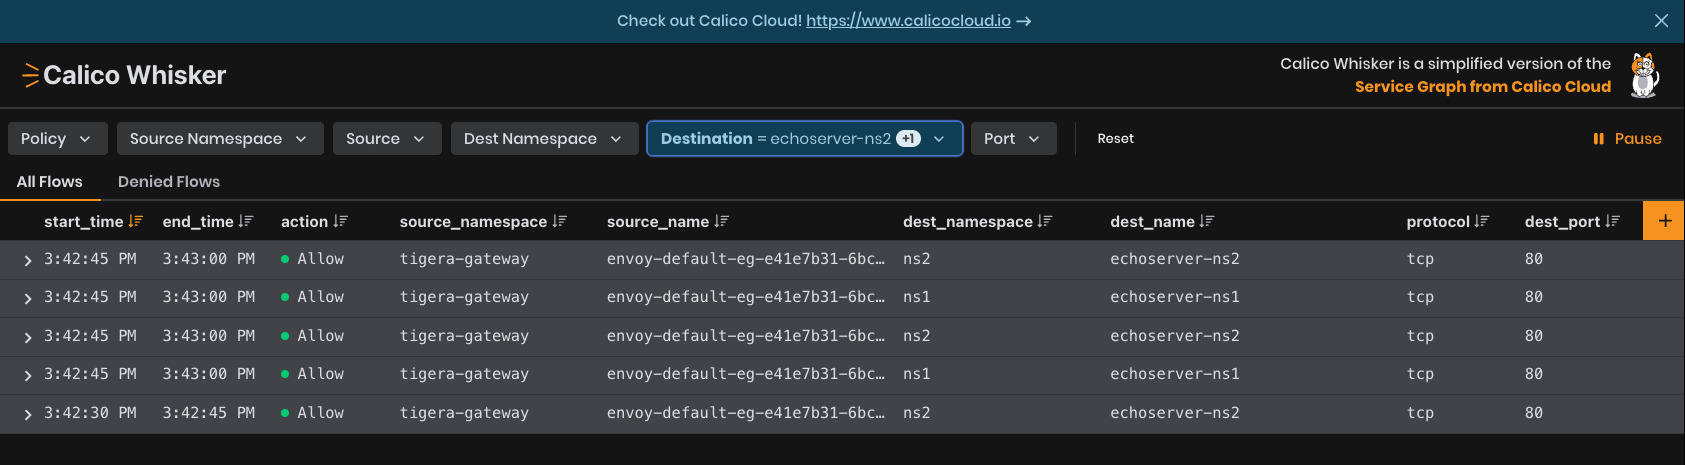 Check out Calico Cloud! https://www.calicocloud.io →
Calico Whisker
Calico Whisker is a simplified version of the
Service Graph from Calico Cloud
Policy Source Namespace Source Dest Namespace Destination = echoserver-ns2 +1 Port Reset Pause
All Flows Denied Flows
start_time end_time action source_namespace source_name dest_namespace dest_name protocol dest_port +
3:42:45 PM 3:43:00 PM Allow tigera-gateway envoy-default-eg-e41e7b31-6bc… ns2 echoserver-ns2 tcp 80
3:42:45 PM 3:43:00 PM Allow tigera-gateway envoy-default-eg-e41e7b31-6bc… ns1 echoserver-ns1 tcp 80
3:42:45 PM 3:43:00 PM Allow tigera-gateway envoy-default-eg-e41e7b31-6bc… ns2 echoserver-ns2 tcp 80
3:42:45 PM 3:43:00 PM Allow tigera-gateway envoy-default-eg-e41e7b31-6bc… ns1 echoserver-ns1 tcp 80
3:42:30 PM 3:42:45 PM Allow tigera-gateway envoy-default-eg-e41e7b31-6bc… ns2 echoserver-ns2 tcp 80